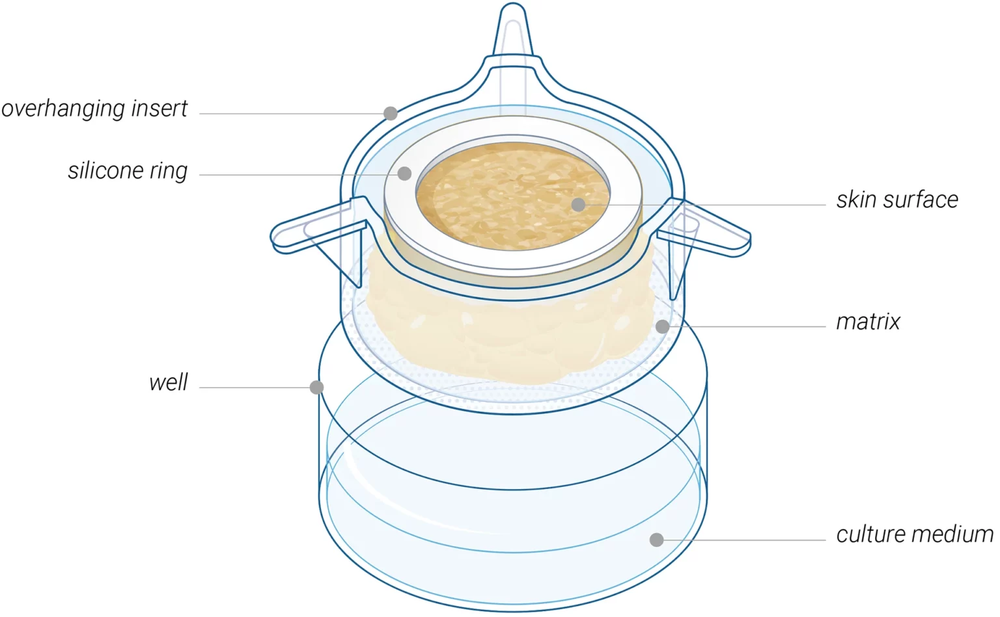 overhanging insert
silicone ring
skin surface
matrix
well
culture medium